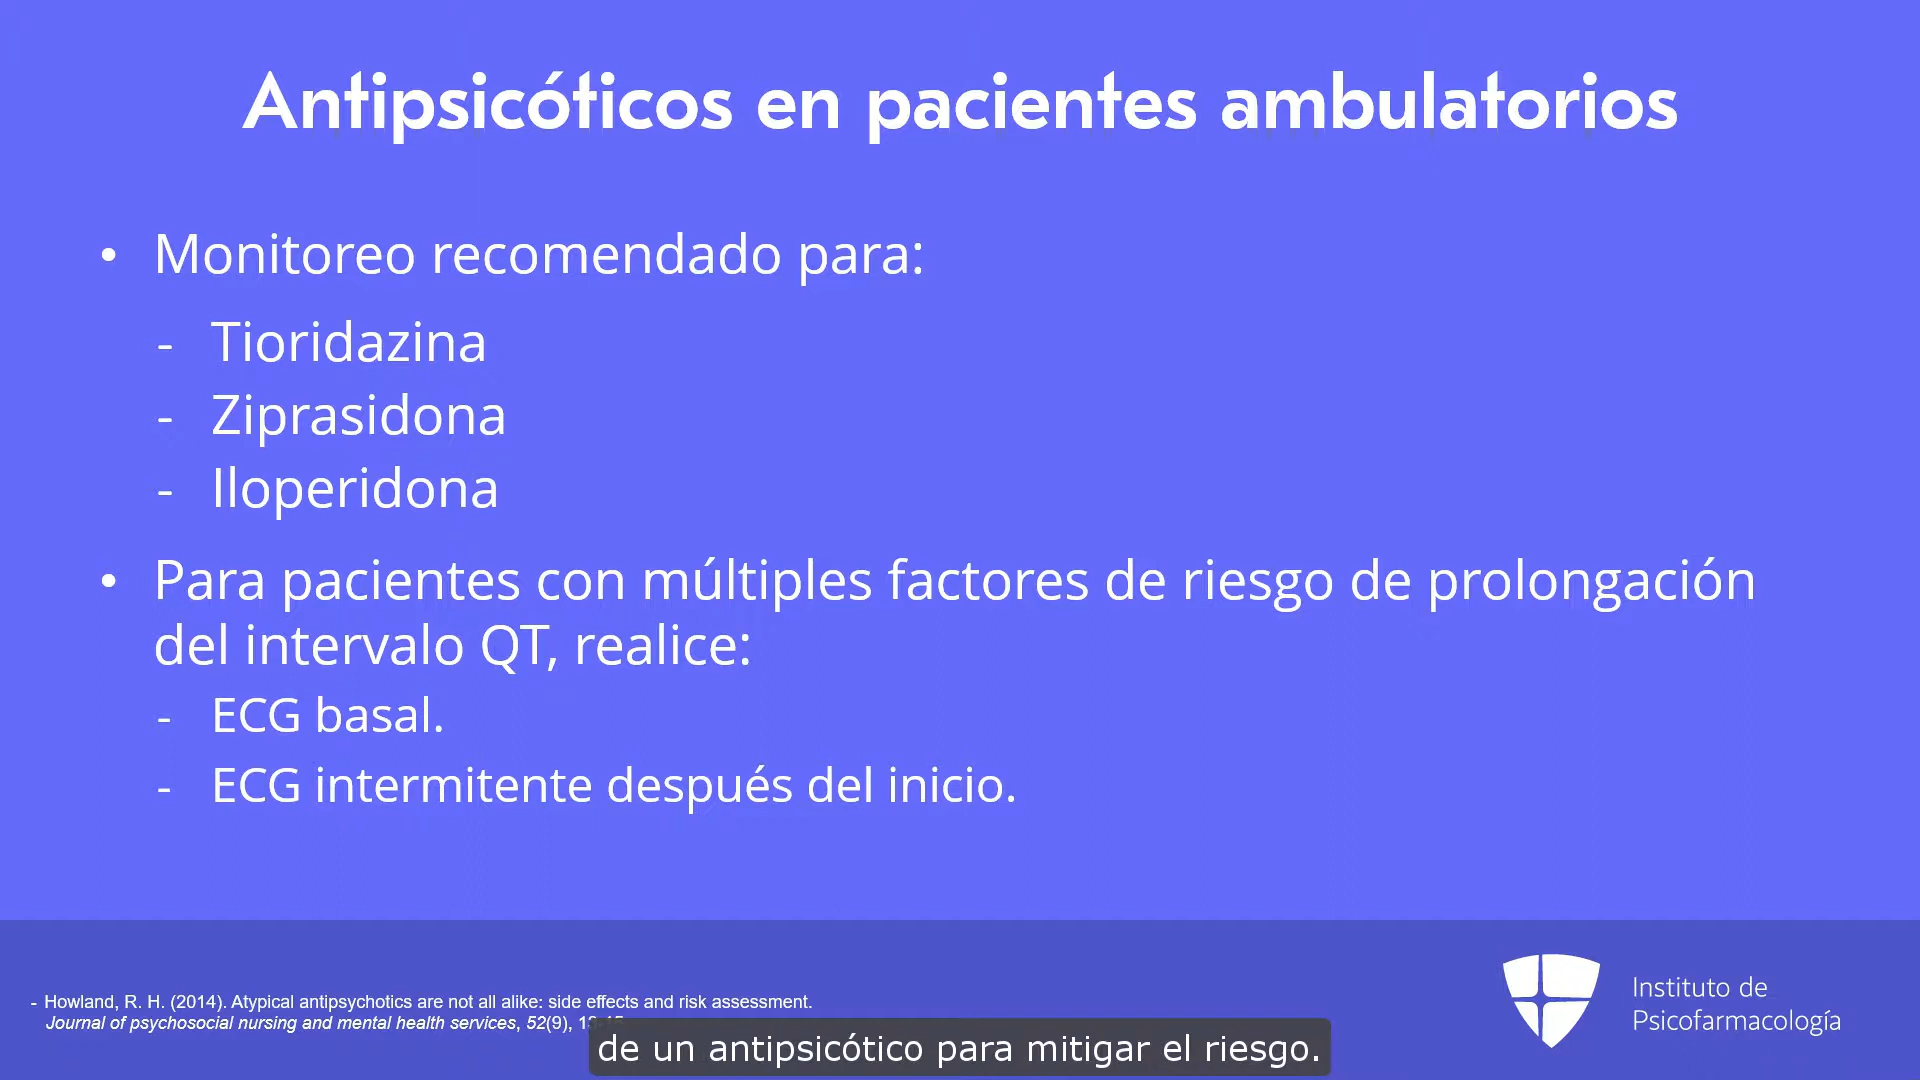 Antipsicóticos en pacientes ambulatorios
• Monitoreo recomendado para:
- Tioridazina
- Ziprasidona
- Iloperidona
• Para pacientes con múltiples factores de riesgo de prolongación
del intervalo QT, realice:
- ECG basal.
- ECG intermitente después del inicio.
- Howland, R. H. (2014). Atypical antipsychotics are not all alike: side effects and risk assessment.
Journal of psychosocial nursing and mental health services, 52(9),
de un antipsicótico para mitigar el riesgo.
Instituto de
Psicofarmacología